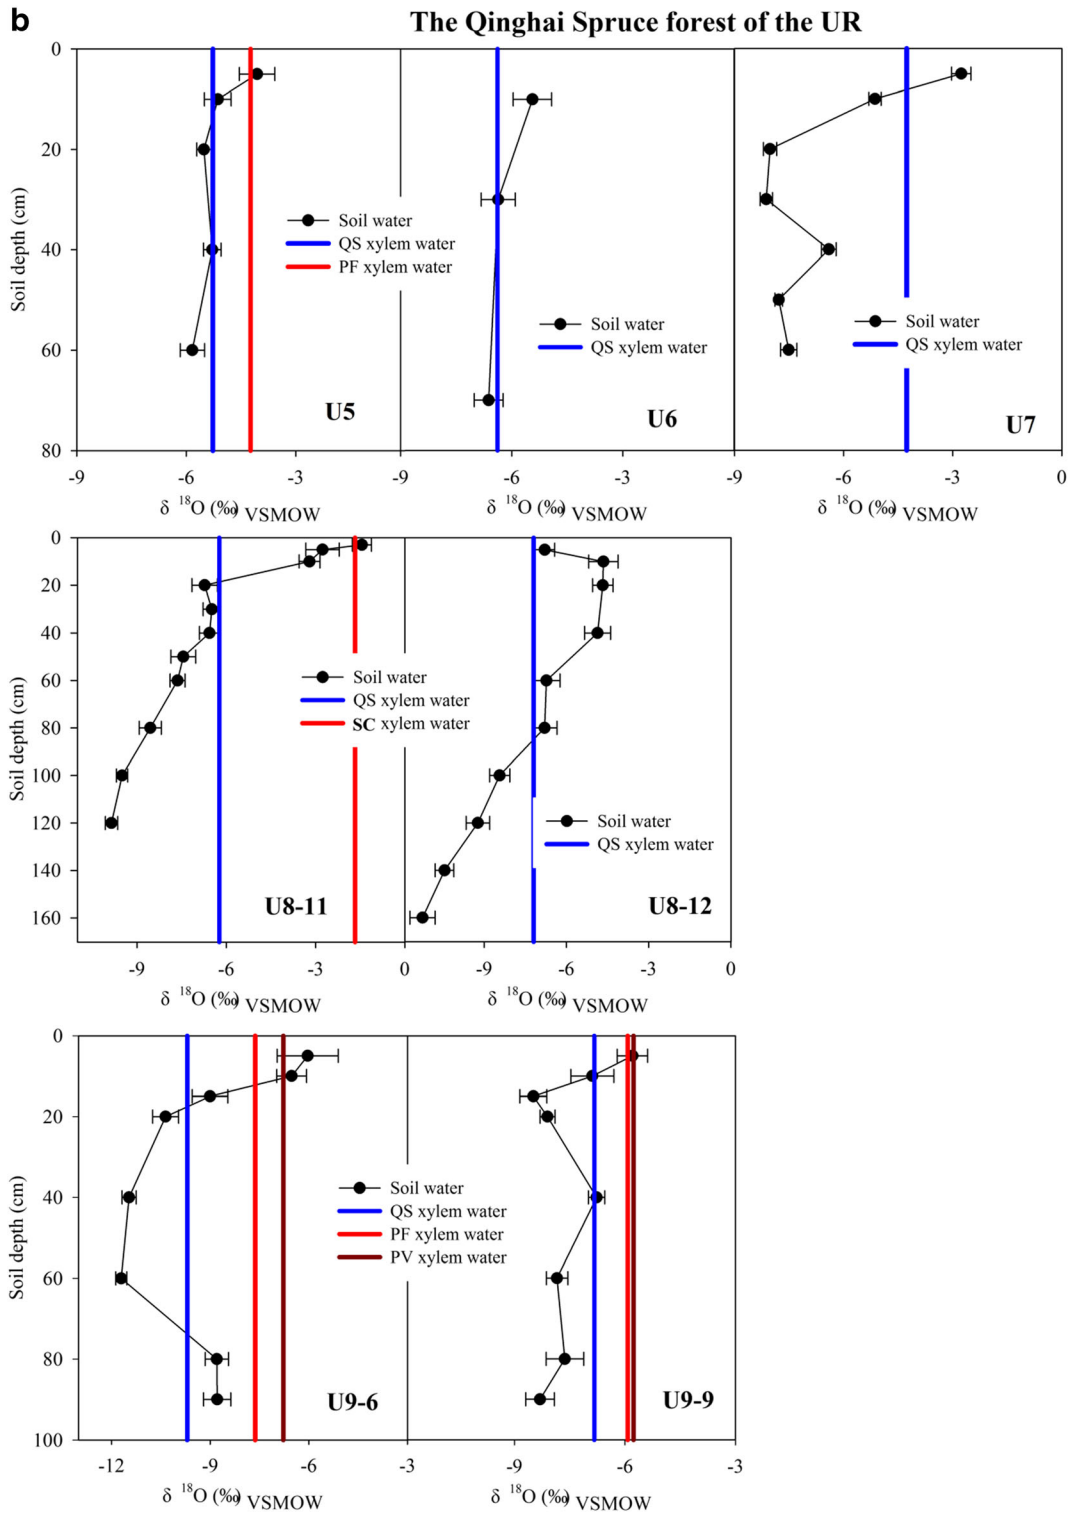 b
The Qinghai Spruce forest of the UR
0
20
40
60
80
Soil depth (cm)
Soil water
QS xylem water
PF xylem water
U5
Soil water
QS xylem water
U6
Soil water
QS xylem water
U7
-9 -6 -3 -9 -6 -3 -9 -6 -3 0
δ 18O (‰) VSMOW
δ 18O (‰) VSMOW
δ 18O (‰) VSMOW
0
20
40
60
80
100
120
140
160
Soil depth (cm)
Soil water
QS xylem water
SC xylem water
U8-11
Soil water
QS xylem water
U8-12
-9 -6 -3 0 -9 -6 -3 0
δ 18O (‰) VSMOW
δ 18O (‰) VSMOW
0
20
40
60
80
100
Soil depth (cm)
Soil water
QS xylem water
PF xylem water
PV xylem water
U9-6
U9-9
-12 -9 -6 -3 -9 -6 -3
δ 18O (‰) VSMOW
δ 18O (‰) VSMOW